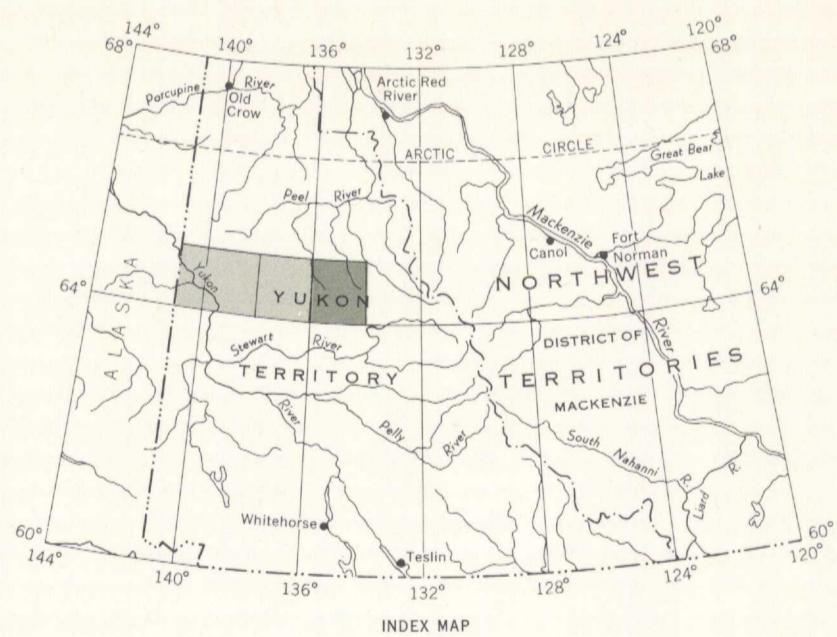 144° 140° 136° 132° 128° 124° 120°
68° 68°
Porcupine River
Old
Crow
Arctic Red
River
ARCTIC CIRCLE
Great Bear
Lake
Peel River
Mackenzie
Canol
Fort
Norman
Yukon
NORTHWEST
64° YUKON 64°
ALASKA
River
Stewart River
DISTRICT OF
TERRITORY TERRITORIES
MACKENZIE
River
Pelly River
South Nahanni R.
Liard R.
Whitehorse
Teslin
60° 60°
144° 140° 136° 132° 128° 124° 120°
INDEX MAP